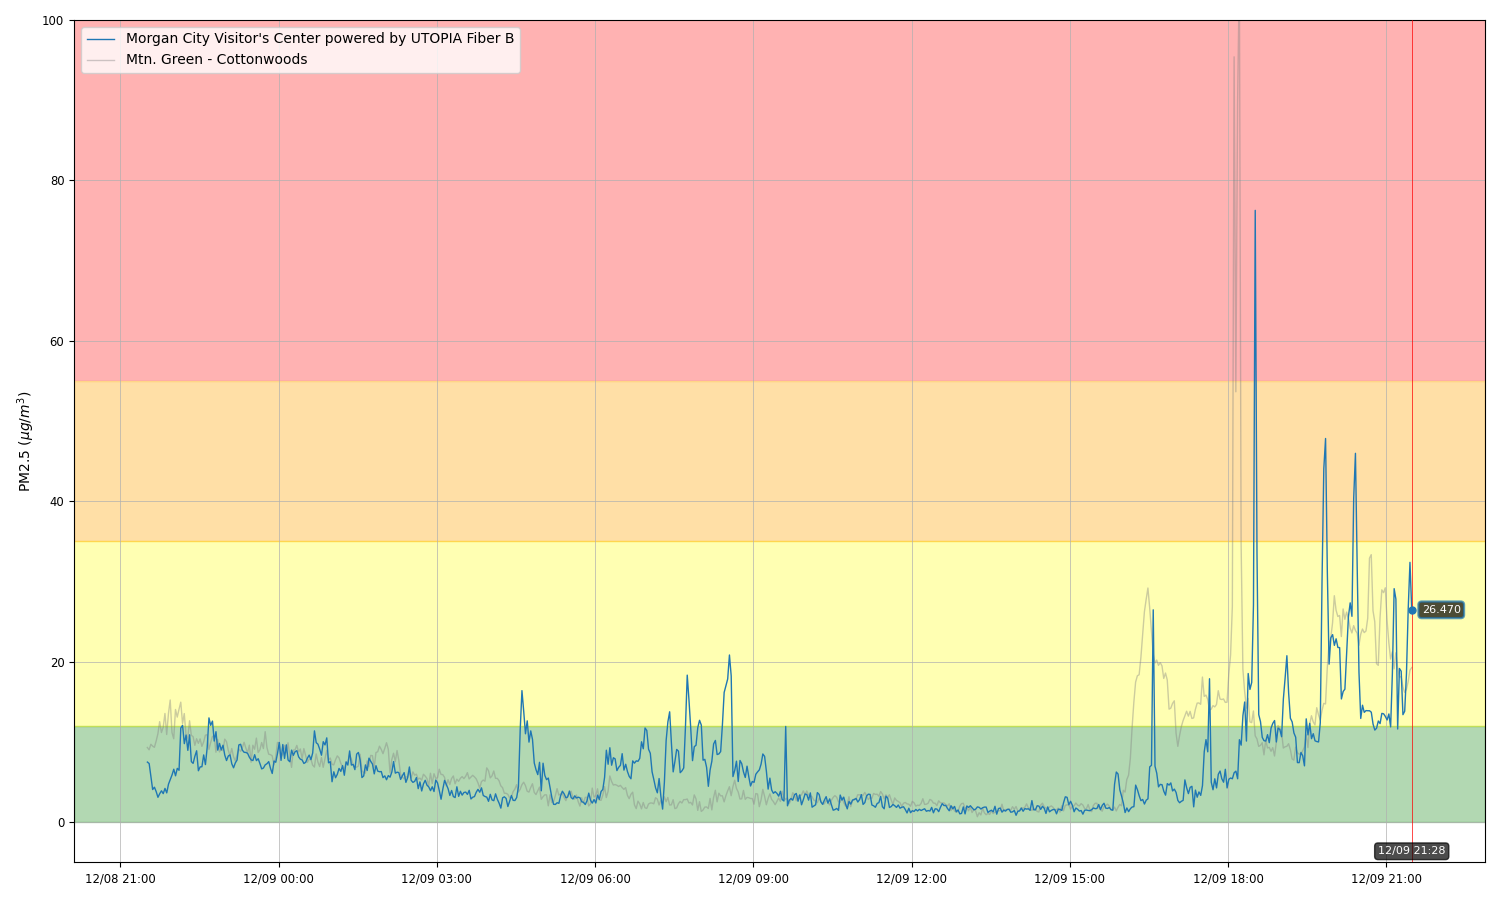 100
Morgan City Visitor's Center powered by UTOPIA Fiber B
Mtn. Green - Cottonwoods
80
60
PM2.5 (µg/m³)
40
26.470
20
0
12/09 21:28
12/08 21:00 12/09 00:00 12/09 03:00 12/09 06:00 12/09 09:00 12/09 12:00 12/09 15:00 12/09 18:00 12/09 21:00